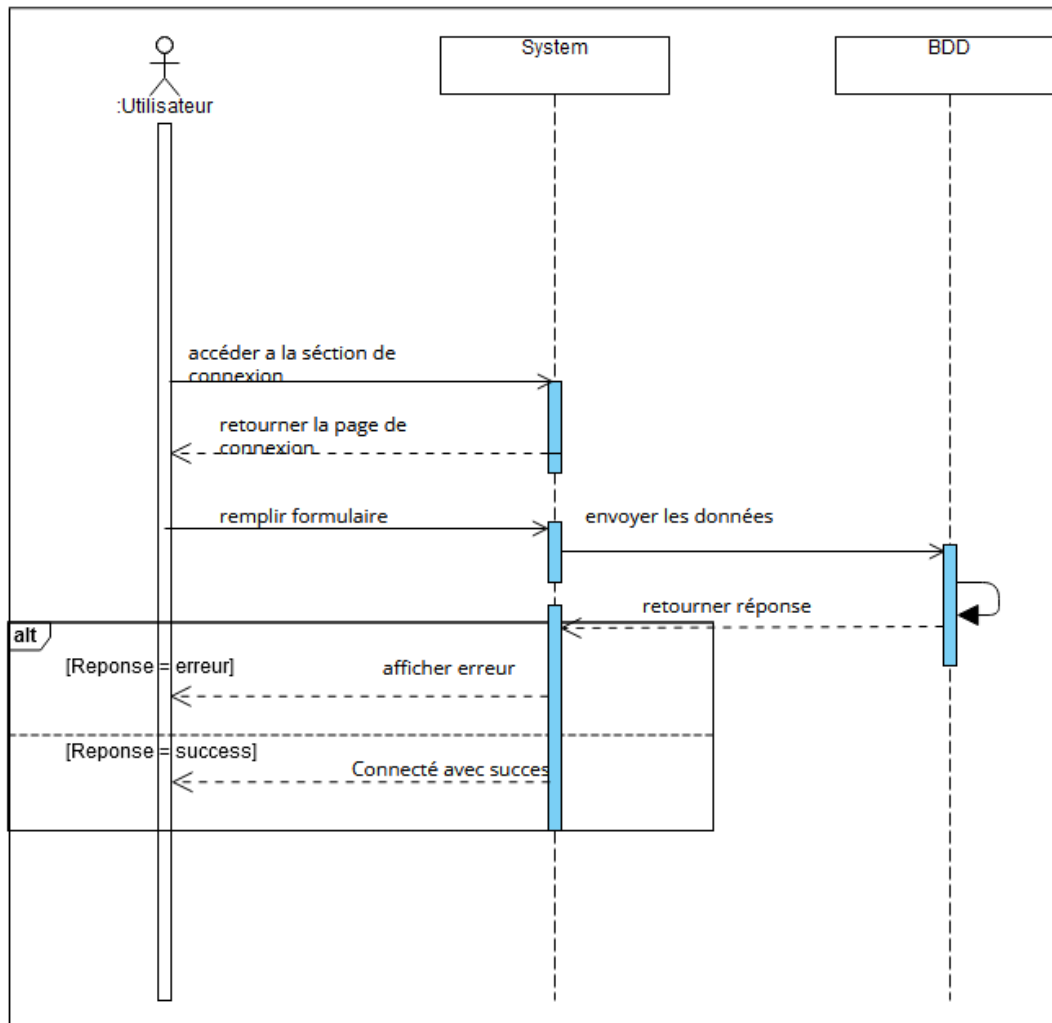 System
BDD
:Utilisateur
accéder a la séction de
connexion
retourner la page de
connexion
remplir formulaire
envoyer les données
retourner réponse
alt
[Reponse = erreur]
afficher erreur
[Reponse = success]
Connecté avec succes